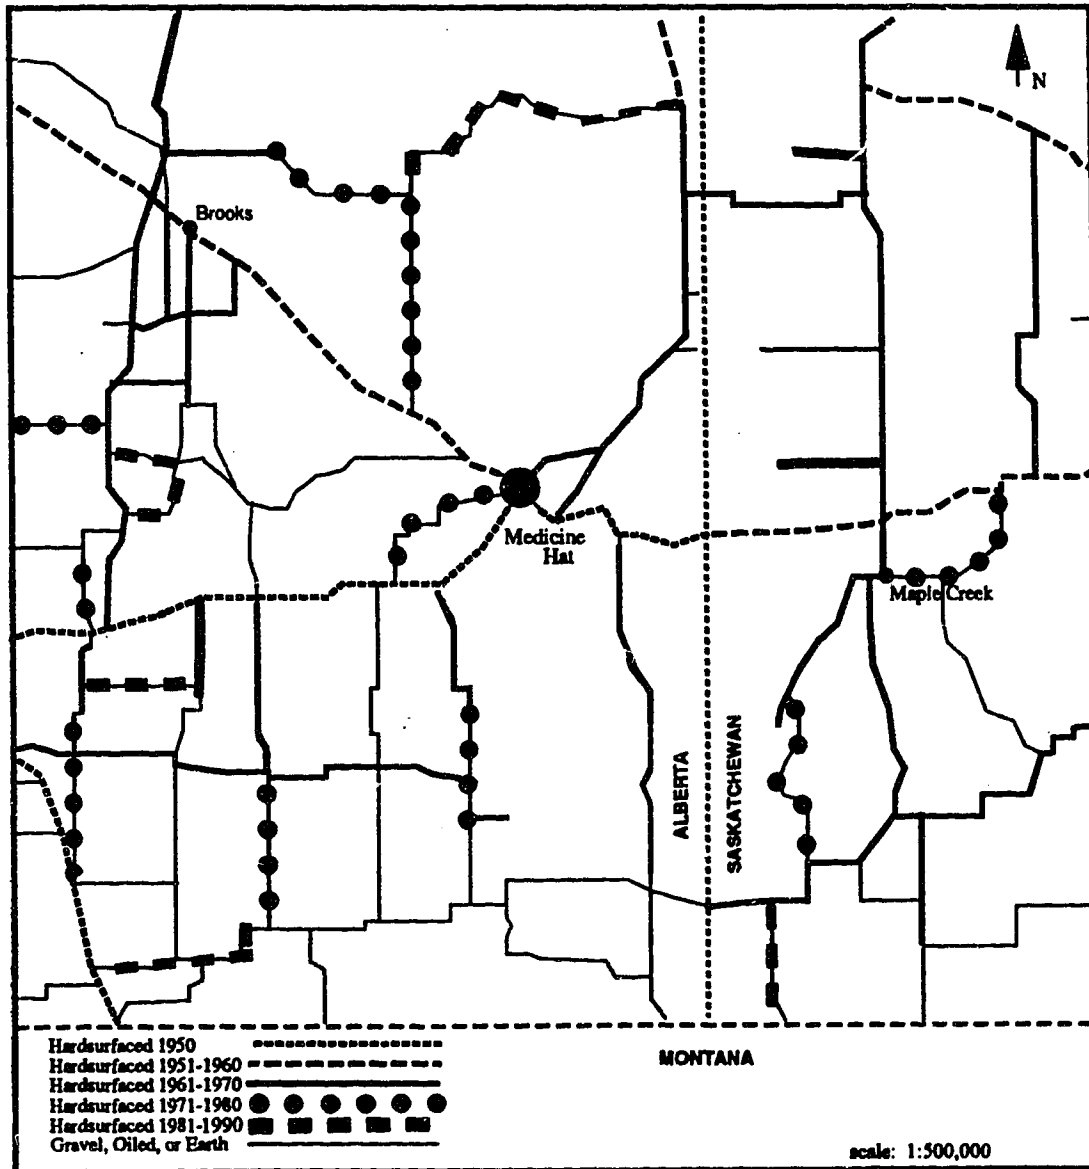 N
Brooks
Medicine
Hat
Maple Creek
ALBERTA
SASKATCHEWAN
MONTANA
Hardsurfaced 1950
Hardsurfaced 1951-1960
Hardsurfaced 1961-1970
Hardsurfaced 1971-1980
Hardsurfaced 1981-1990
Gravel, Oiled, or Earth
scale: 1:500,000